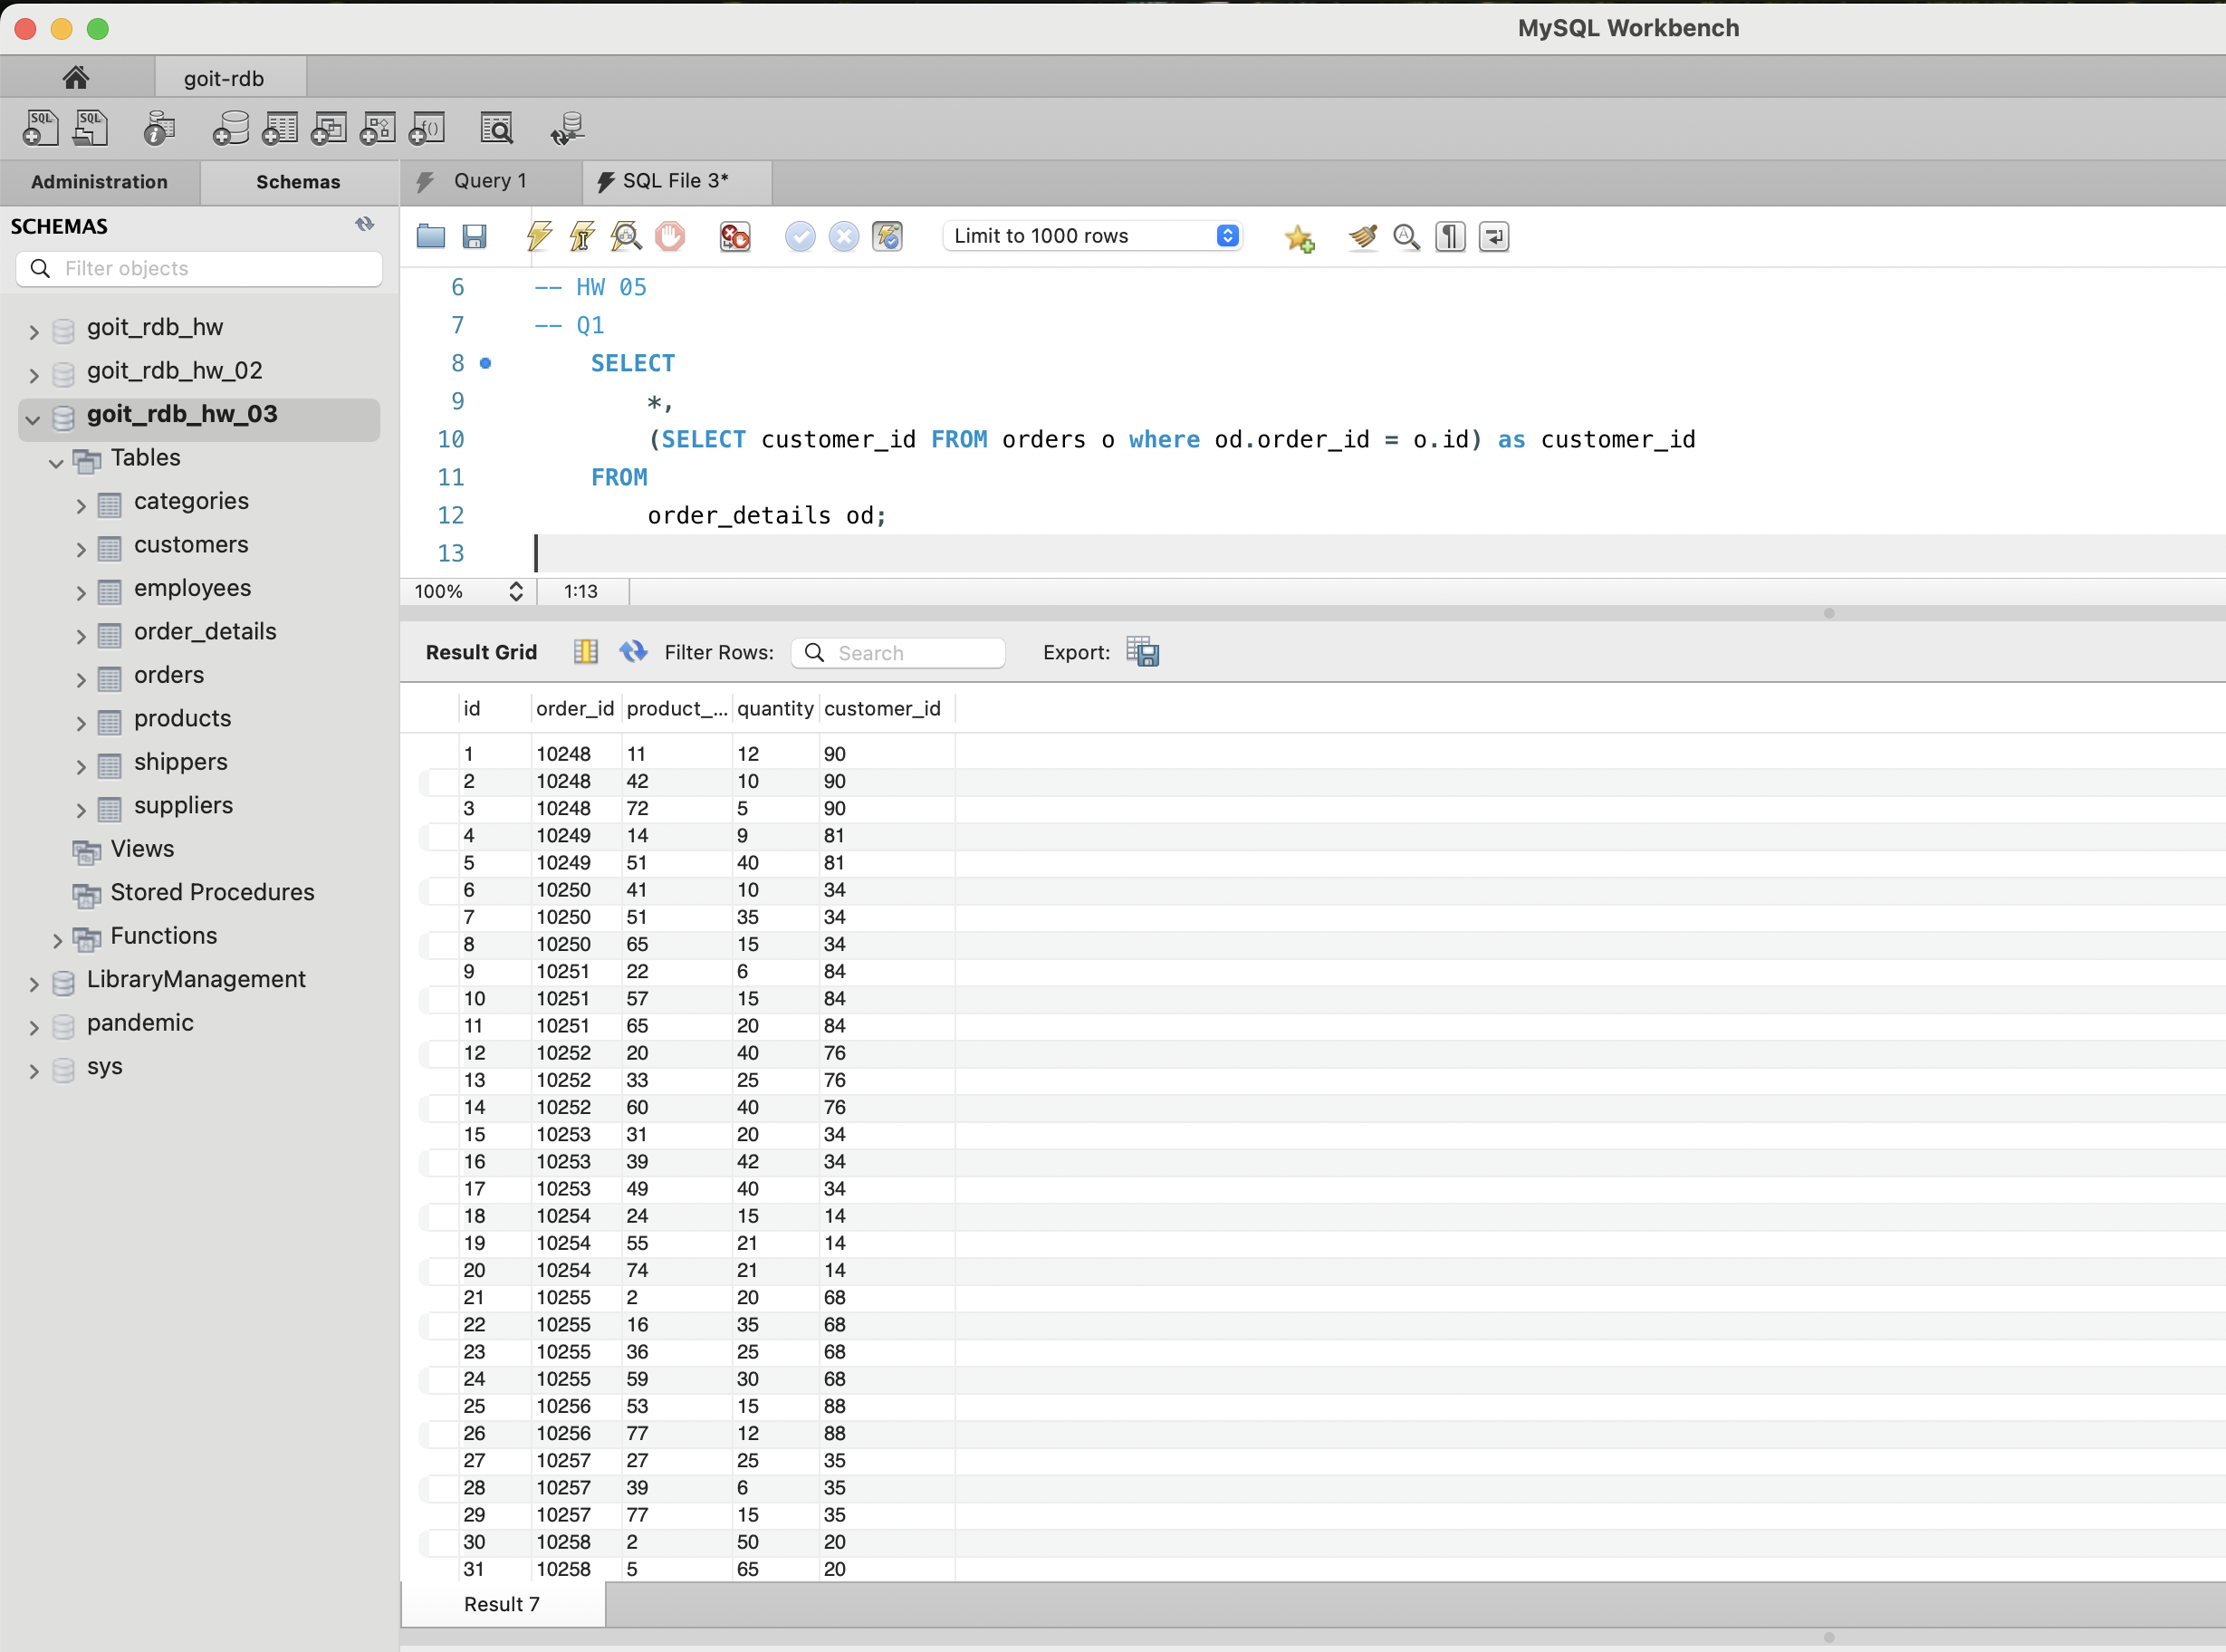 MySQL Workbench
goit-rdb
SQL SQL i f()
Administration Schemas Query 1 SQL File 3*
SCHEMAS
Limit to 1000 rows
Filter objects
goit_rdb_hw
goit_rdb_hw_02
goit_rdb_hw_03
Tables
categories
customers
employees
order_details
orders
products
shippers
suppliers
Views
Stored Procedures
Functions
LibraryManagement
pandemic
sys
6 -- HW 05
7 -- Q1
8 SELECT
9 *,
10 (SELECT customer_id FROM orders o where od.order_id = o.id) as customer_id
11 FROM
12 order_details od;
13
100% 1:13
Result Grid Filter Rows: Search Export:
id order_id product_... quantity customer_id
1 10248 11 12 90
2 10248 42 10 90
3 10248 72 5 90
4 10249 14 9 81
5 10249 51 40 81
6 10250 41 10 34
7 10250 51 35 34
8 10250 65 15 34
9 10251 22 6 84
10 10251 57 15 84
11 10251 65 20 84
12 10252 20 40 76
13 10252 33 25 76
14 10252 60 40 76
15 10253 31 20 34
16 10253 39 42 34
17 10253 49 40 34
18 10254 24 15 14
19 10254 55 21 14
20 10254 74 21 14
21 10255 2 20 68
22 10255 16 35 68
23 10255 36 25 68
24 10255 59 30 68
25 10256 53 15 88
26 10256 77 12 88
27 10257 27 25 35
28 10257 39 6 35
29 10257 77 15 35
30 10258 2 50 20
31 10258 5 65 20
Result 7